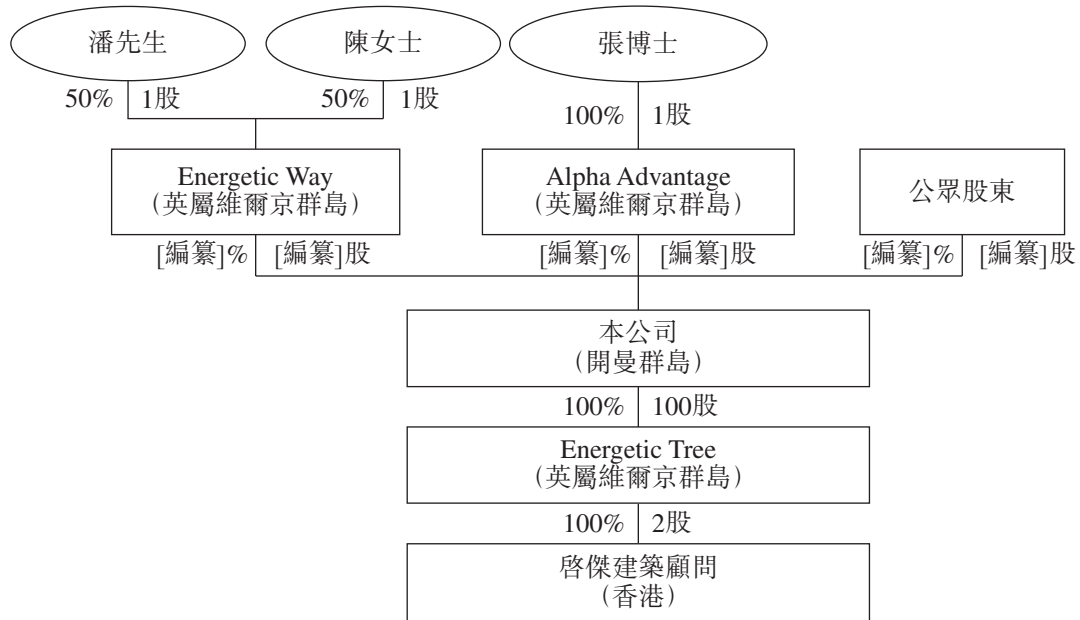 潘先生 陳女士 張博士
50% 1股 50% 1股
100% 1股
Energetic Way
(英屬維爾京群島)
Alpha Advantage
(英屬維爾京群島)
公眾股東
[編纂]% [編纂]股 [編纂]% [編纂]股 [編纂]% [編纂]股
本公司
(開曼群島)
100% 100股
Energetic Tree
(英屬維爾京群島)
100% 2股
啓傑建築顧問
(香港)